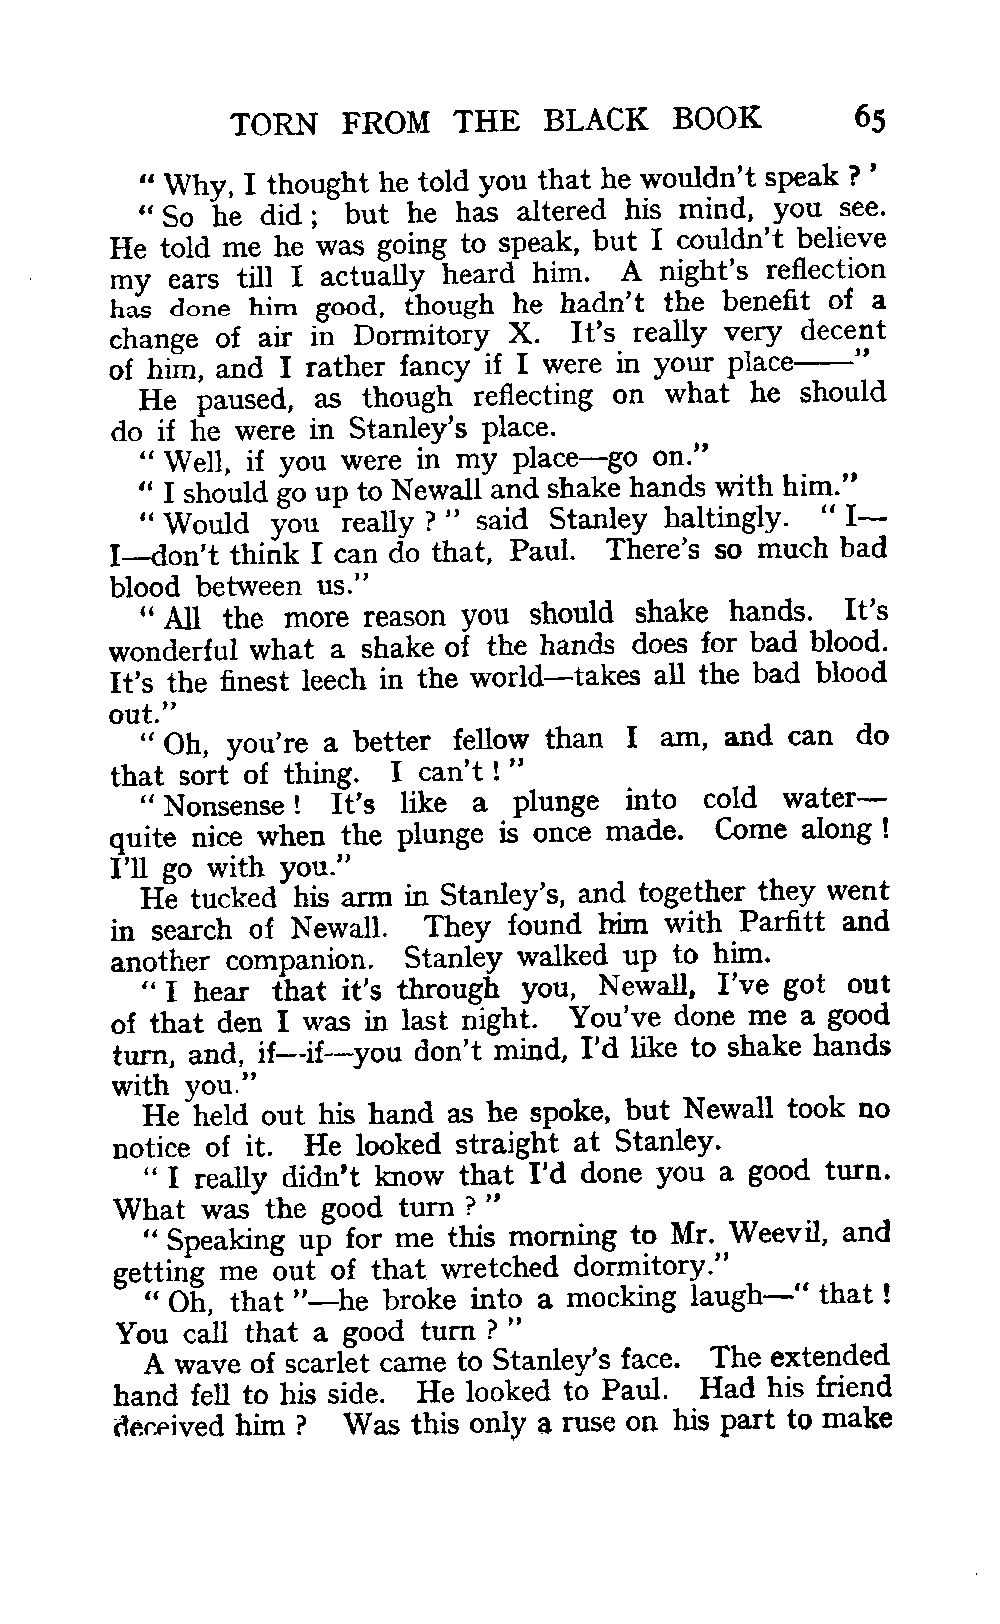 TORN FROM THE BLACK BOOK 65
“ Why, I thought he told you that he wouldn't speak ? ’
“ So he did ; but he has altered his mind, you see.
He told me he was going to speak, but I couldn't believe
my ears till I actually heard him. A night's reflection
has done him good, though he hadn't the benefit of a
change of air in Dormitory X. It's really very decent
of him, and I rather fancy if I were in your place——”
He paused, as though reflecting on what he should
do if he were in Stanley's place.
“ Well, if you were in my place—go on.”
“ I should go up to Newall and shake hands with him.”
“ Would you really ? ” said Stanley haltingly. “ I—
I—don't think I can do that, Paul. There's so much bad
blood between us.”
“ All the more reason you should shake hands. It's
wonderful what a shake of the hands does for bad blood.
It's the finest leech in the world—takes all the bad blood
out.”
“ Oh, you're a better fellow than I am, and can do
that sort of thing. I can't ! ”
“ Nonsense ! It's like a plunge into cold water—
quite nice when the plunge is once made. Come along !
I'll go with you.”
He tucked his arm in Stanley's, and together they went
in search of Newall. They found him with Parfitt and
another companion. Stanley walked up to him.
“ I hear that it's through you, Newall, I've got out
of that den I was in last night. You've done me a good
turn, and, if—if—you don't mind, I'd like to shake hands
with you.”
He held out his hand as he spoke, but Newall took no
notice of it. He looked straight at Stanley.
“ I really didn't know that I'd done you a good turn.
What was the good turn ? ”
“ Speaking up for me this morning to Mr. Weevil, and
getting me out of that wretched dormitory.”
“ Oh, that ”—he broke into a mocking laugh—“ that !
You call that a good turn ? ”
A wave of scarlet came to Stanley's face. The extended
hand fell to his side. He looked to Paul. Had his friend
deceived him ? Was this only a ruse on his part to make